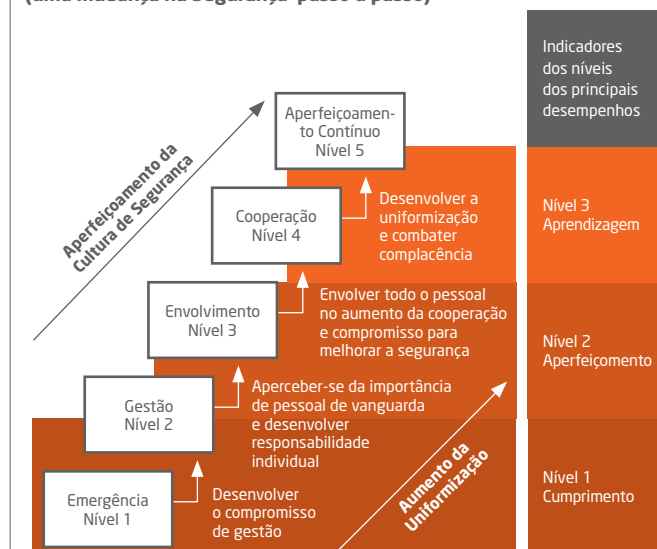 (uma mudança na segurança passo a passo)
Indicadores
dos níveis
dos principais
desempenhos
Aperfeiçoamento da
Cultura de Segurança
Aperfeiçoamen-
to Contínuo
Nível 5
Cooperação
Nível 4
Desenvolver a
uniformização
e combater
complacência
Nível 3
Aprendizagem
Envolvimento
Nível 3
Envolver todo o pessoal
no aumento da cooperação
e compromisso para
melhorar a segurança
Nível 2
Aperfeiçomento
Gestão
Nível 2
Aperceber-se da importância
de pessoal de vanguarda
e desenvolver
responsabilidade
individual
Aumento da
Uniformização
Emergência
Nível 1
Desenvolver
o compromisso
de gestão
Nível 1
Cumprimento